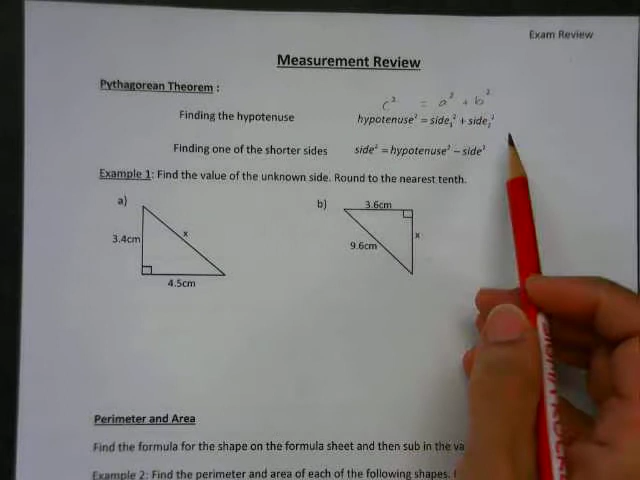 Exam Review
Measurement Review
Pythagorean Theorem :
c² = a² + b²
Finding the hypotenuse hypotenuse² = side₁² + side₂²
Finding one of the shorter sides side² = hypotenuse² − side²
Example 1: Find the value of the unknown side. Round to the nearest tenth.
a) b)
3.6cm
x x
3.4cm 9.6cm
4.5cm
Perimeter and Area
Find the formula for the shape on the formula sheet and then sub in the
Example 2: Find the perimeter and area of each of the following shapes.